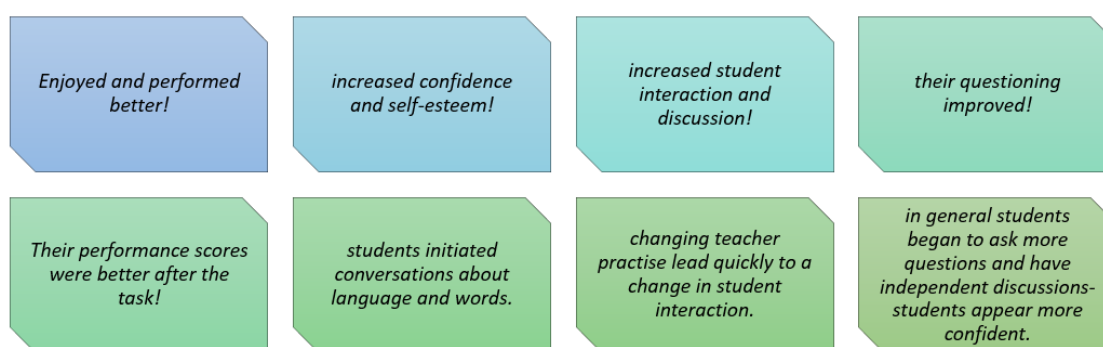 Enjoyed and performed
better!
increased confidence
and self-esteem!
increased student
interaction and
discussion!
their questioning
improved!
Their performance scores
were better after the
task!
students initiated
conversations about
language and words.
changing teacher
practise lead quickly to a
change in student
interaction.
in general students
began to ask more
questions and have
independent discussions-
students appear more
confident.